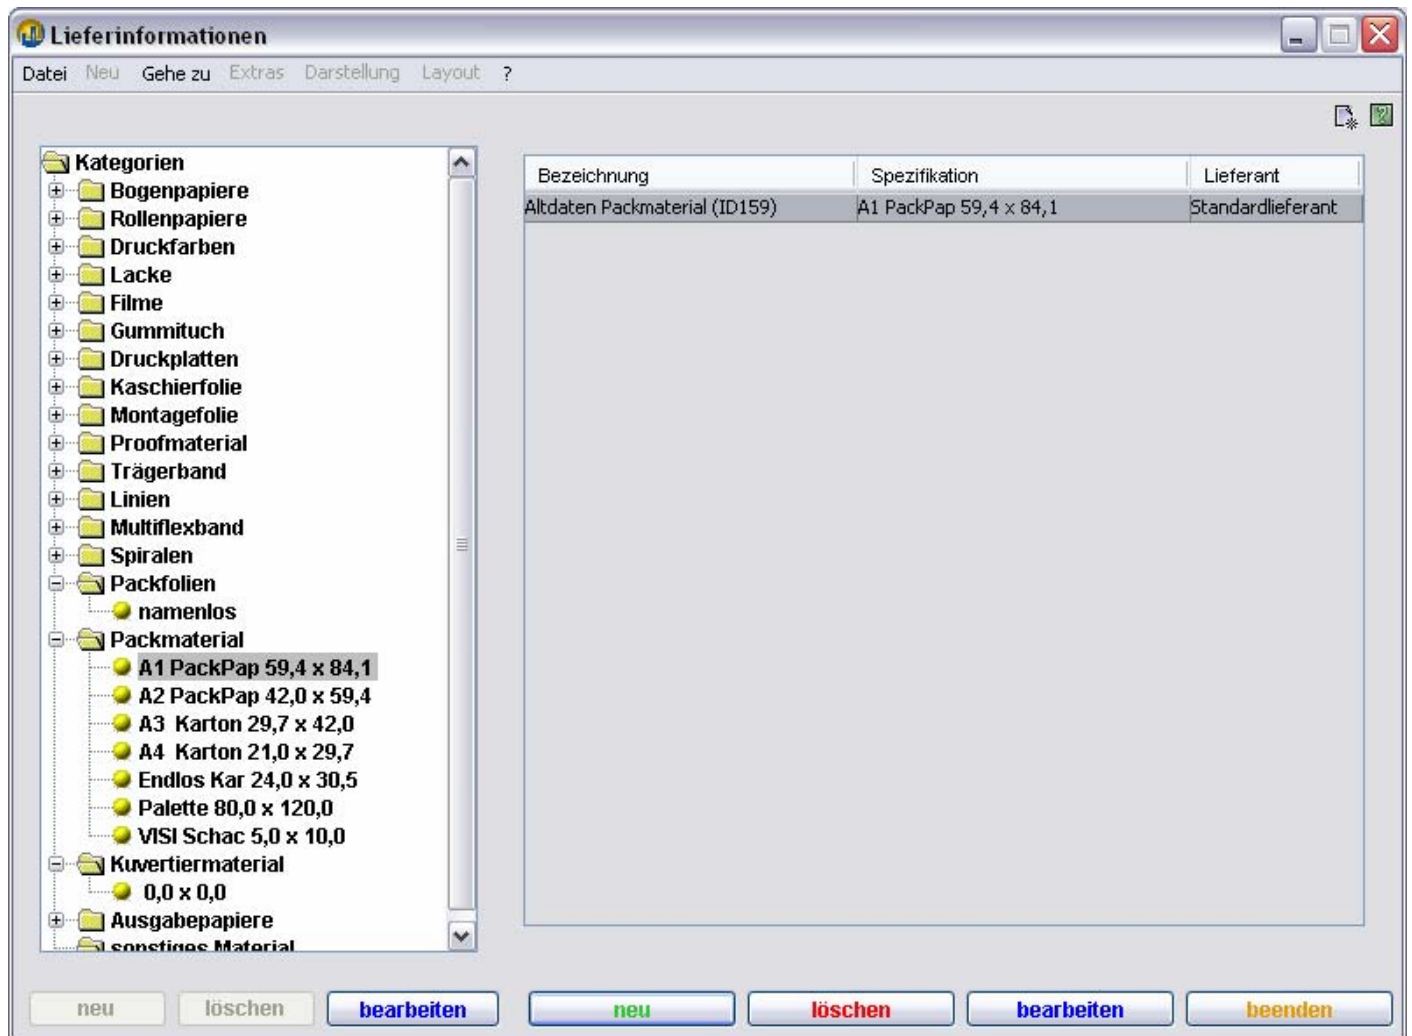 Lieferinformationen
Datei Neu Gehe zu Extras Darstellung Layout ?
Kategorien
Bogenpapiere
Rollenpapiere
Druckfarben
Lacke
Filme
Gummituch
Druckplatten
Kaschierfolie
Montagefolie
Proofmaterial
Trägerband
Linien
Multiflexband
Spiralen
Packfolien
namenlos
Packmaterial
A1 PackPap 59,4 x 84,1
A2 PackPap 42,0 x 59,4
A3 Karton 29,7 x 42,0
A4 Karton 21,0 x 29,7
Endlos Kar 24,0 x 30,5
Palette 80,0 x 120,0
VISI Schac 5,0 x 10,0
Kuvertiermaterial
0,0 x 0,0
Ausgabepapiere
sonstiges Material
Bezeichnung Spezifikation Lieferant
Altdaten Packmaterial (ID159) A1 PackPap 59,4 x 84,1 Standardlieferant
neu löschen bearbeiten neu löschen bearbeiten beenden